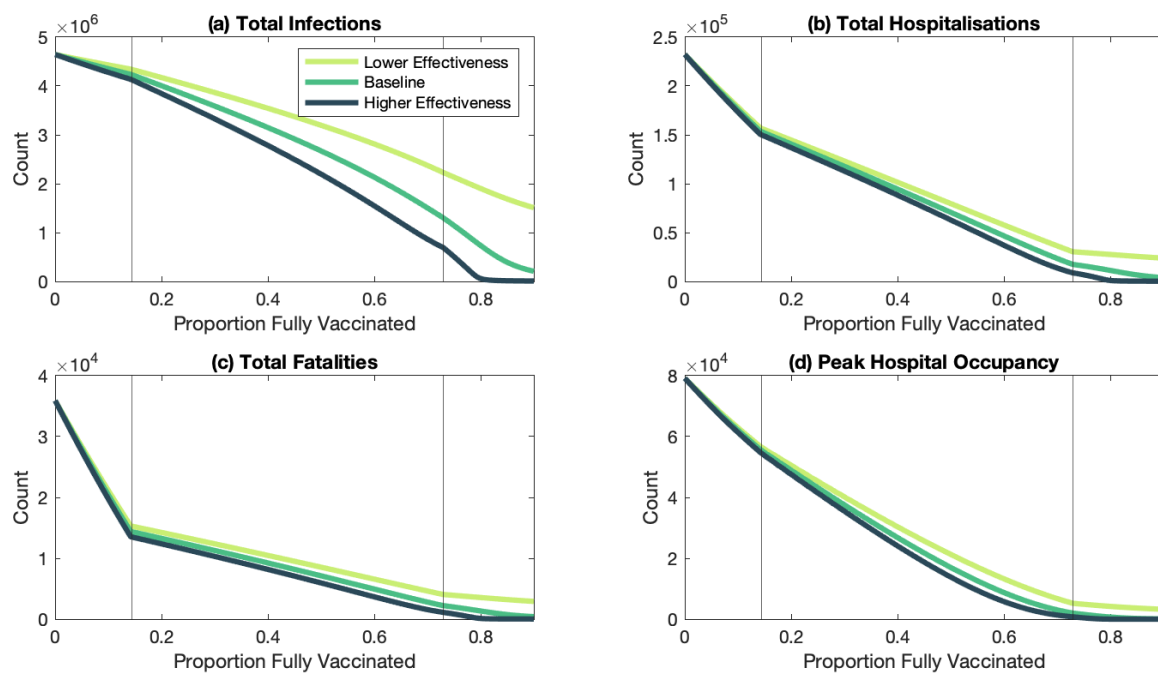 (a) Total Infections
×10⁶
5
4
3
2
1
0
Count
Lower Effectiveness
Baseline
Higher Effectiveness
0 0.2 0.4 0.6 0.8
Proportion Fully Vaccinated
(b) Total Hospitalisations
×10⁵
2.5
2
1.5
1
0.5
0
Count
0 0.2 0.4 0.6 0.8
Proportion Fully Vaccinated
(c) Total Fatalities
×10⁴
4
3
2
1
0
Count
0 0.2 0.4 0.6 0.8
Proportion Fully Vaccinated
(d) Peak Hospital Occupancy
×10⁴
8
6
4
2
0
Count
0 0.2 0.4 0.6 0.8
Proportion Fully Vaccinated